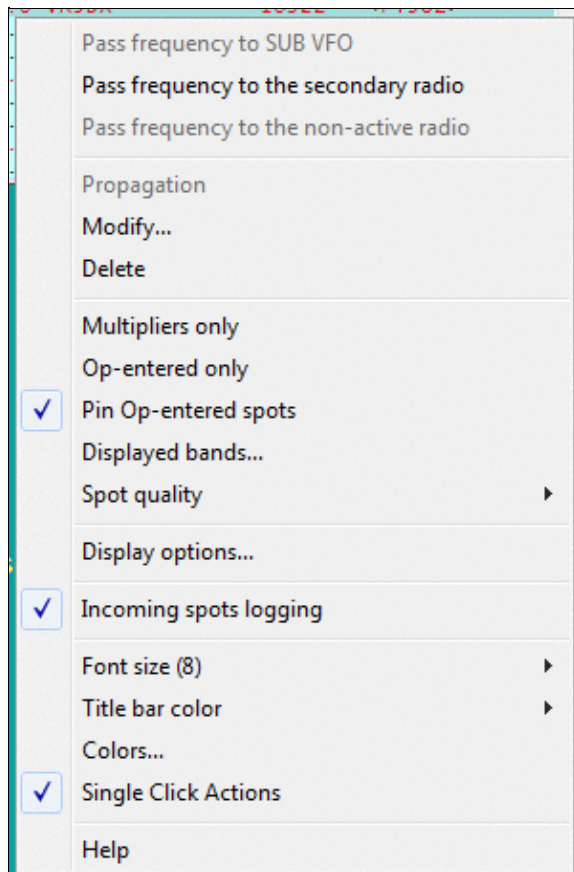 Pass frequency to SUB VFO
Pass frequency to the secondary radio
Pass frequency to the non-active radio
Propagation
Modify...
Delete
Multipliers only
Op-entered only
Pin Op-entered spots
Displayed bands...
Spot quality
Display options...
Incoming spots logging
Font size (8)
Title bar color
Colors...
Single Click Actions
Help